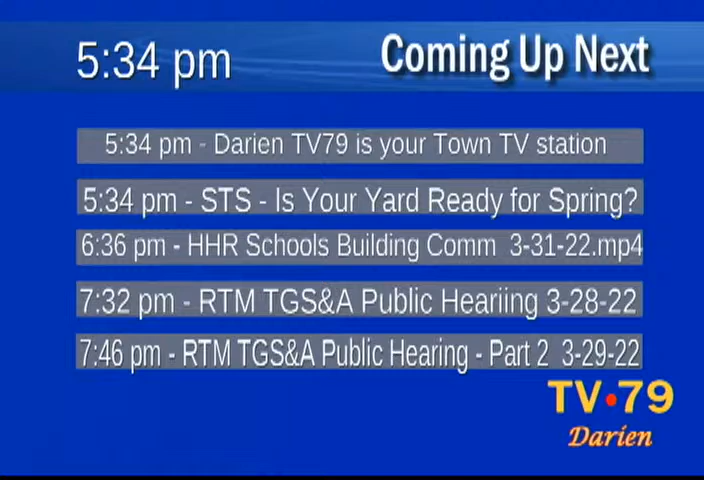 5:34 pm Coming Up Next
5:34 pm - Darien TV79 is your Town TV station
5:34 pm - STS - Is Your Yard Ready for Spring?
6:36 pm - HHR Schools Building Comm  3-31-22.mp4
7:32 pm - RTM TGS&A PublicHeariing 3-28-22
7:46 pm - RTM TGS&A Public Hearing - Part 2  3-29-22
TV•79
Darien